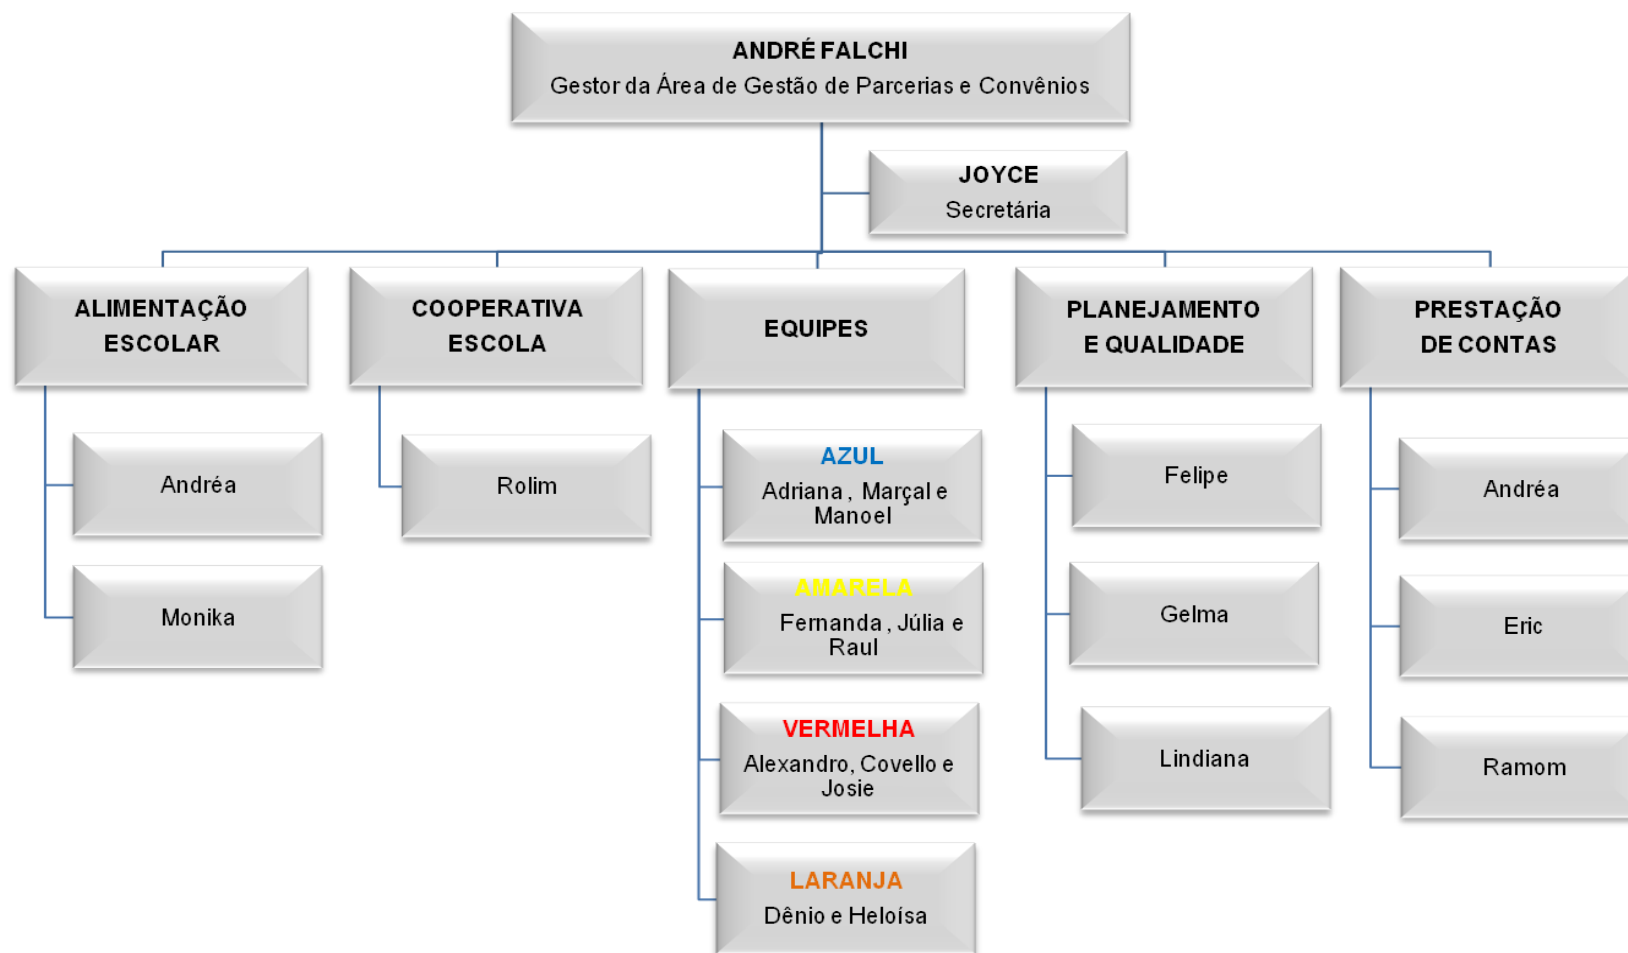 ANDRÉ FALCHI
Gestor da Área de Gestão de Parcerias e Convênios
JOYCE
Secretária
ALIMENTAÇÃO
ESCOLAR
Andréa
Monika
COOPERATIVA
ESCOLA
Rolim
EQUIPES
AZUL
Adriana , Marçal e
Manoel
AMARELA
Fernanda , Júlia e
Raul
VERMELHA
Alexandro, Covello e
Josie
LARANJA
Dênio e Heloísa
PLANEJAMENTO
E QUALIDADE
Felipe
Gelma
Lindiana
PRESTAÇÃO
DE CONTAS
Andréa
Eric
Ramom